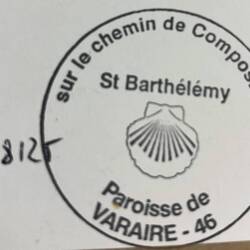 sur le chemin de Compos
St Barthélémy
8125
Paroisse de
VARAIRE - 46